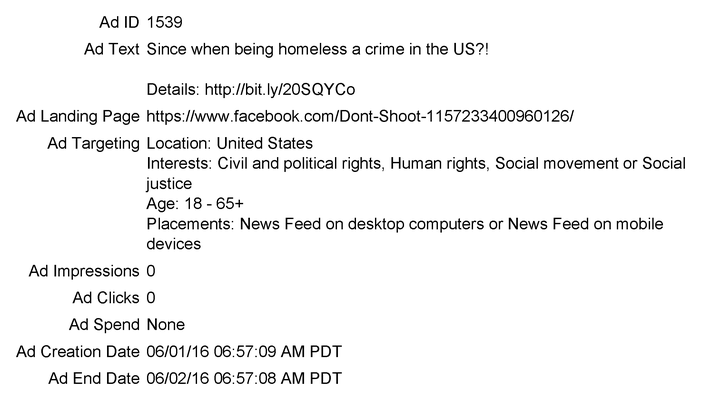 Ad ID 1539
Ad Text Since when being homeless a crime in the US?!
Details: http://bit.ly/20SQYCo
Ad Landing Page https://www.facebook.com/Dont-Shoot-1157233400960126/
Ad Targeting Location: United States
Interests: Civil and political rights, Human rights, Social movement or Social
justice
Age: 18 - 65+
Placements: News Feed on desktop computers or News Feed on mobile
devices
Ad Impressions 0
Ad Clicks 0
Ad Spend None
Ad Creation Date 06/01/16 06:57:09 AM PDT
Ad End Date 06/02/16 06:57:08 AM PDT